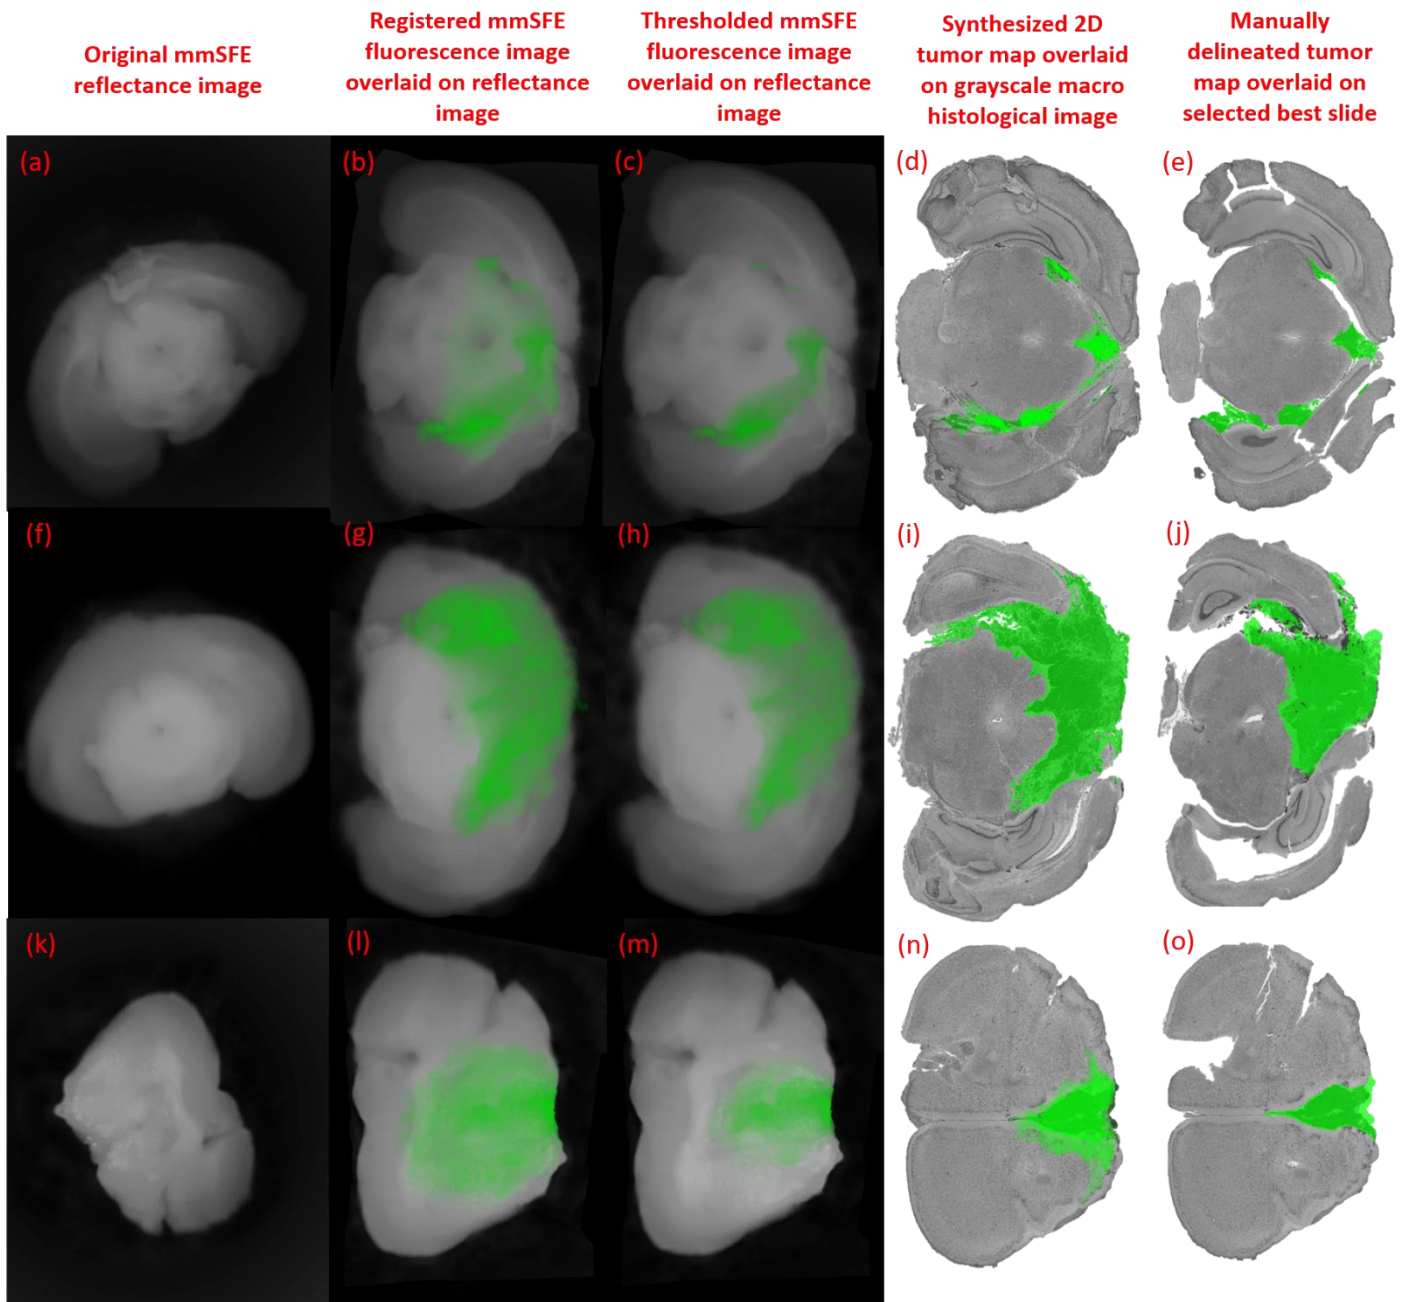 Original mmSFE
reflectance image
Registered mmSFE
fluorescence image
overlaid on reflectance
image
Thresholded mmSFE
fluorescence image
overlaid on reflectance
image
Synthesized 2D
tumor map overlaid
on grayscale macro
histological image
Manually
delineated tumor
map overlaid on
selected best slide
(a)
(b)
(c)
(d)
(e)
(f)
(g)
(h)
(i)
(j)
(k)
(l)
(m)
(n)
(o)